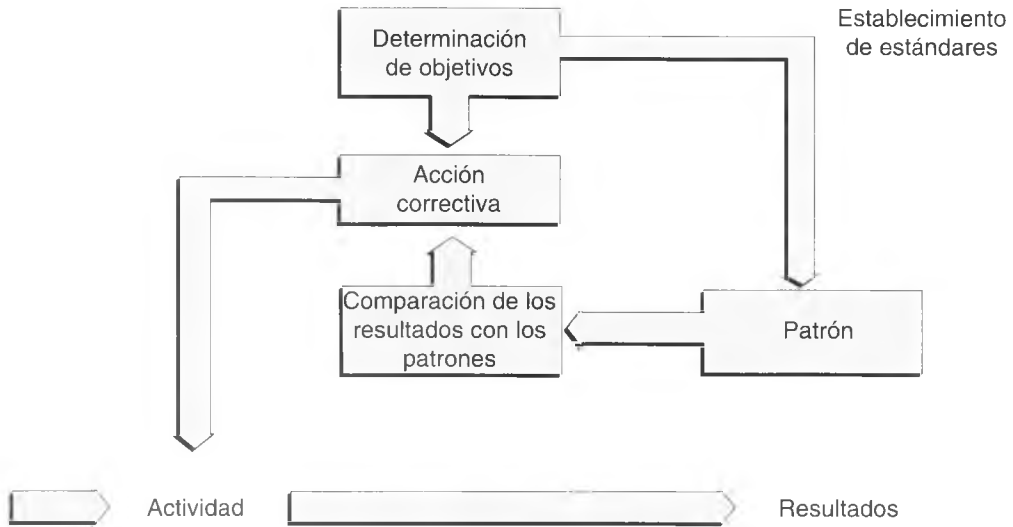 Determinación
de objetivos
Establecimiento
de estándares
Acción
correctiva
Comparación de los
resultados con los
patrones
Patrón
Actividad
Resultados